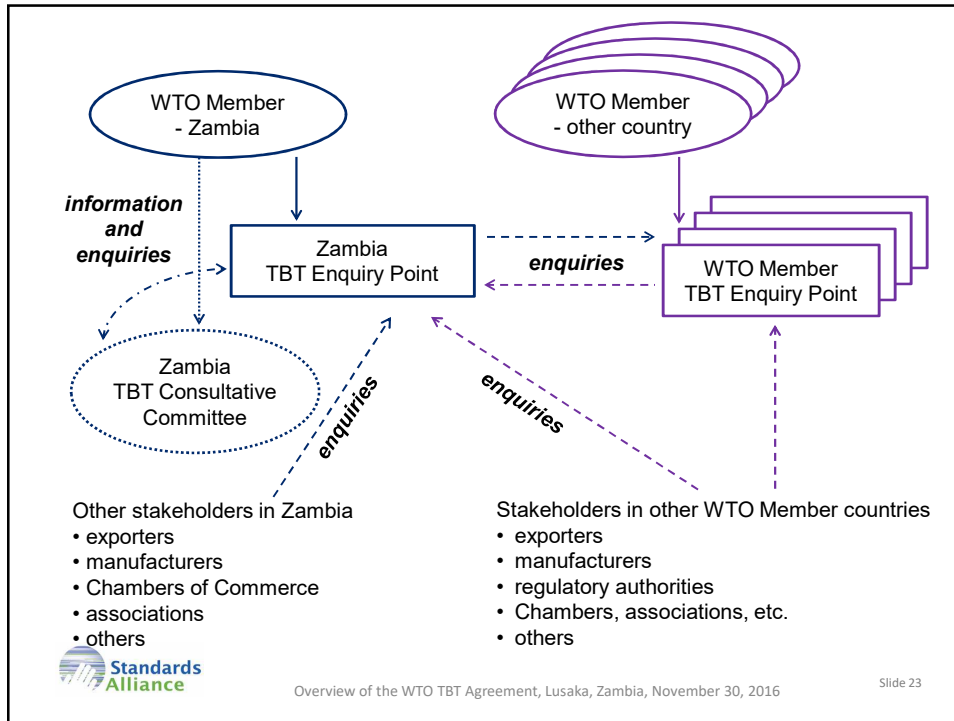 WTO Member
- Zambia
WTO Member
- other country
information
and
enquiries
Zambia
TBT Enquiry Point
enquiries
WTO Member
TBT Enquiry Point
Zambia
TBT Consultative
Committee
enquiries
enquiries
Other stakeholders in Zambia
• exporters
• manufacturers
• Chambers of Commerce
• associations
• others
Stakeholders in other WTO Member countries
• exporters
• manufacturers
• regulatory authorities
• Chambers, associations, etc.
• others
Standards
Alliance
Overview of the WTO TBT Agreement, Lusaka, Zambia, November 30, 2016
Slide 23